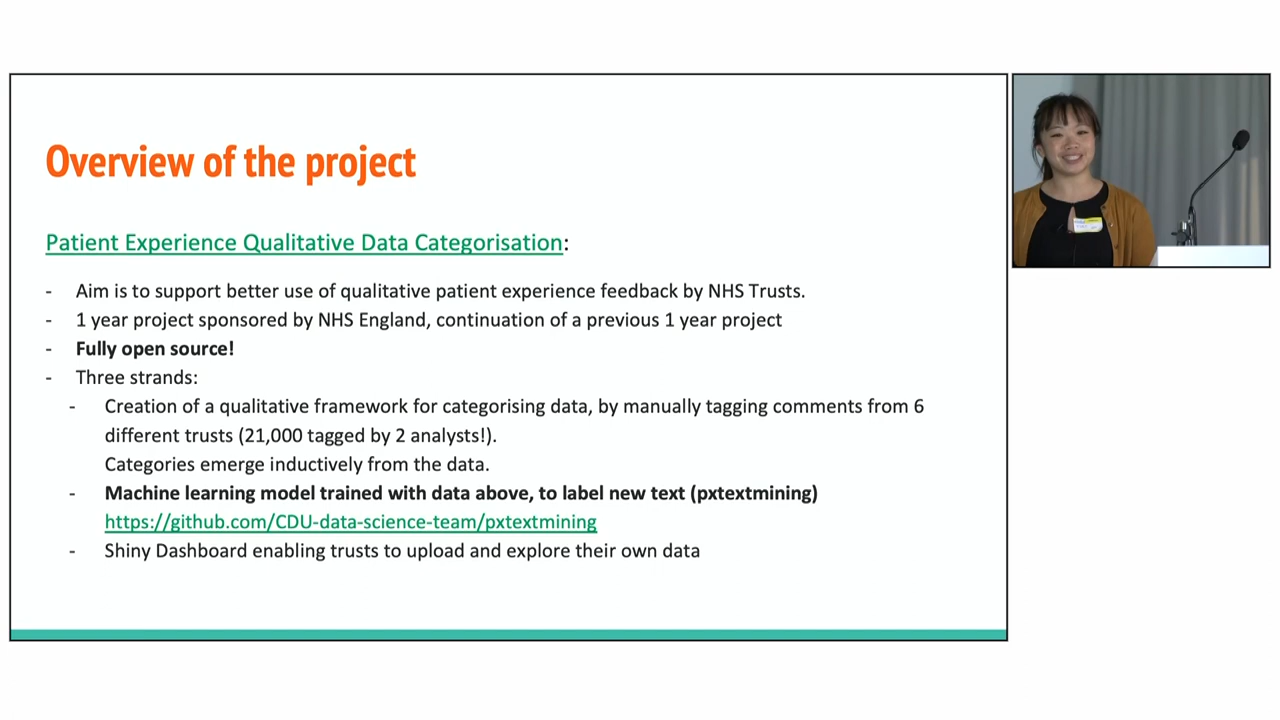 Overview of the project
Patient Experience Qualitative Data Categorisation:
- Aim is to support better use of qualitative patient experience feedback by NHS Trusts.
- 1 year project sponsored by NHS England, continuation of a previous 1 year project
- Fully open source!
- Three strands:
- Creation of a qualitative framework for categorising data, by manually tagging comments from 6
different trusts (21,000 tagged by 2 analysts!).
Categories emerge inductively from the data.
- Machine learning model trained with data above, to label new text (pxtextmining)
https://github.com/CDU-data-science-team/pxtextmining
- Shiny Dashboard enabling trusts to upload and explore their own data